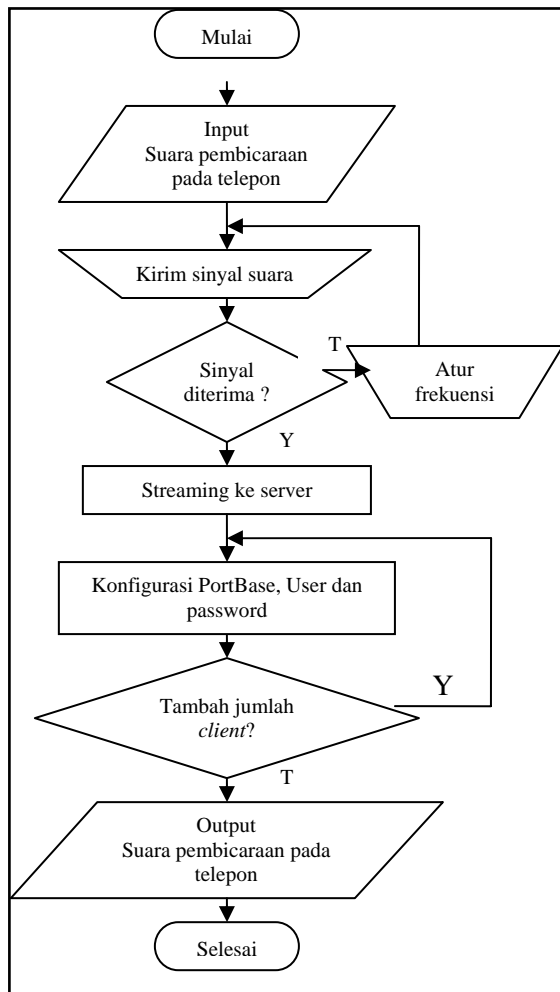 Mulai
Input
Suara pembicaraan
pada telepon
Kirim sinyal suara
Sinyal
diterima ?
T
Atur
frekuensi
Y
Streaming ke server
Konfigurasi PortBase, User dan
password
Tambah jumlah
client?
Y
T
Output
Suara pembicaraan pada
telepon
Selesai